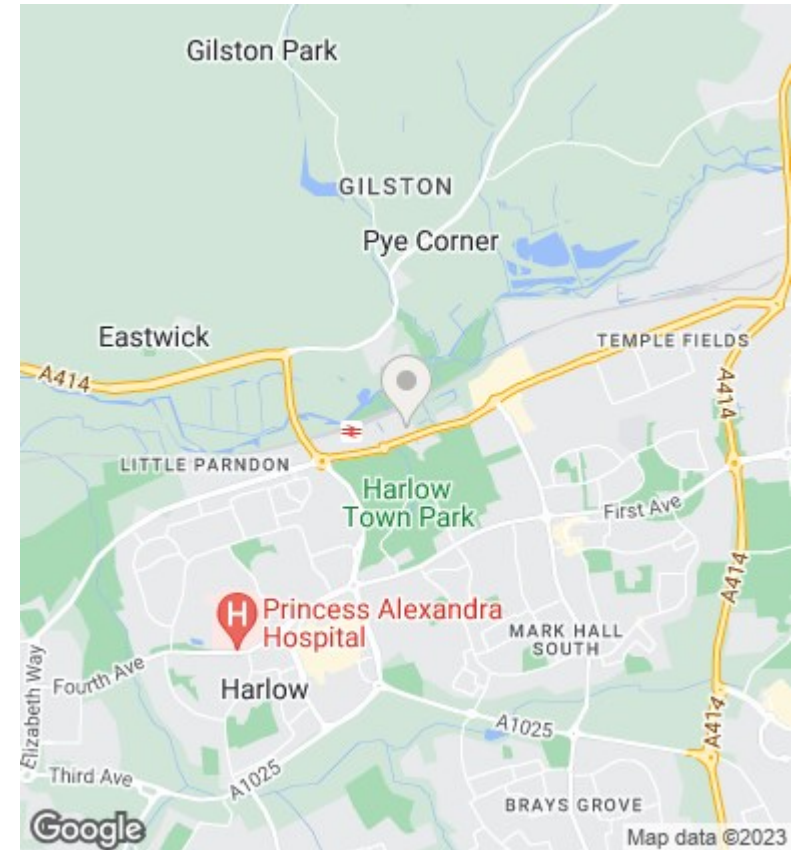 Gilston Park
GILSTON
Pye Corner
Eastwick
TEMPLE FIELDS
A414
A414
LITTLE PARNDON
Harlow
Town Park
First Ave
H
Princess Alexandra
Hospital
A414
MARK HALL
SOUTH
Fourth Ave
Harlow
Elizabeth Way
A1025
A414
Third Ave
A1025
BRAYS GROVE
Google
Map data ©2023